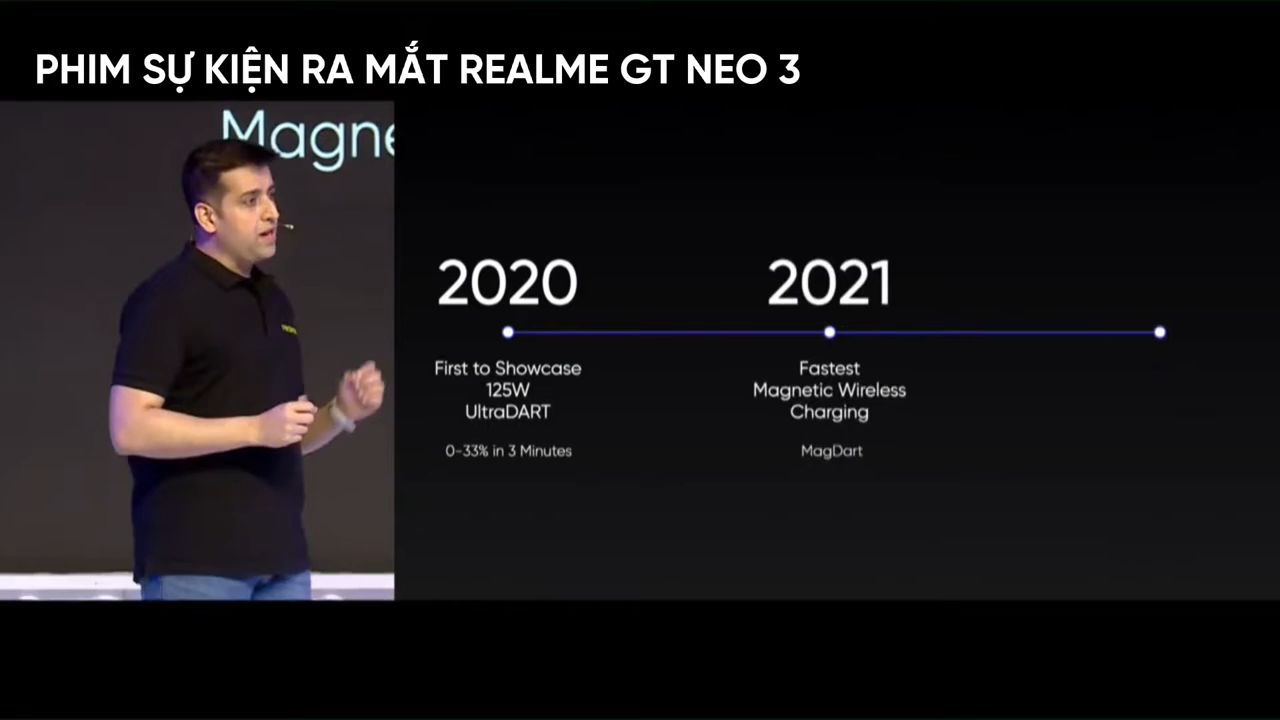 PHIM SỰ KIỆN RA MẮT REALME GT NEO 3
Magne
2020
2021
First to Showcase
125W
UltraDART
0-33% in 3 Minutes
Fastest
Magnetic Wireless
Charging
MagDart